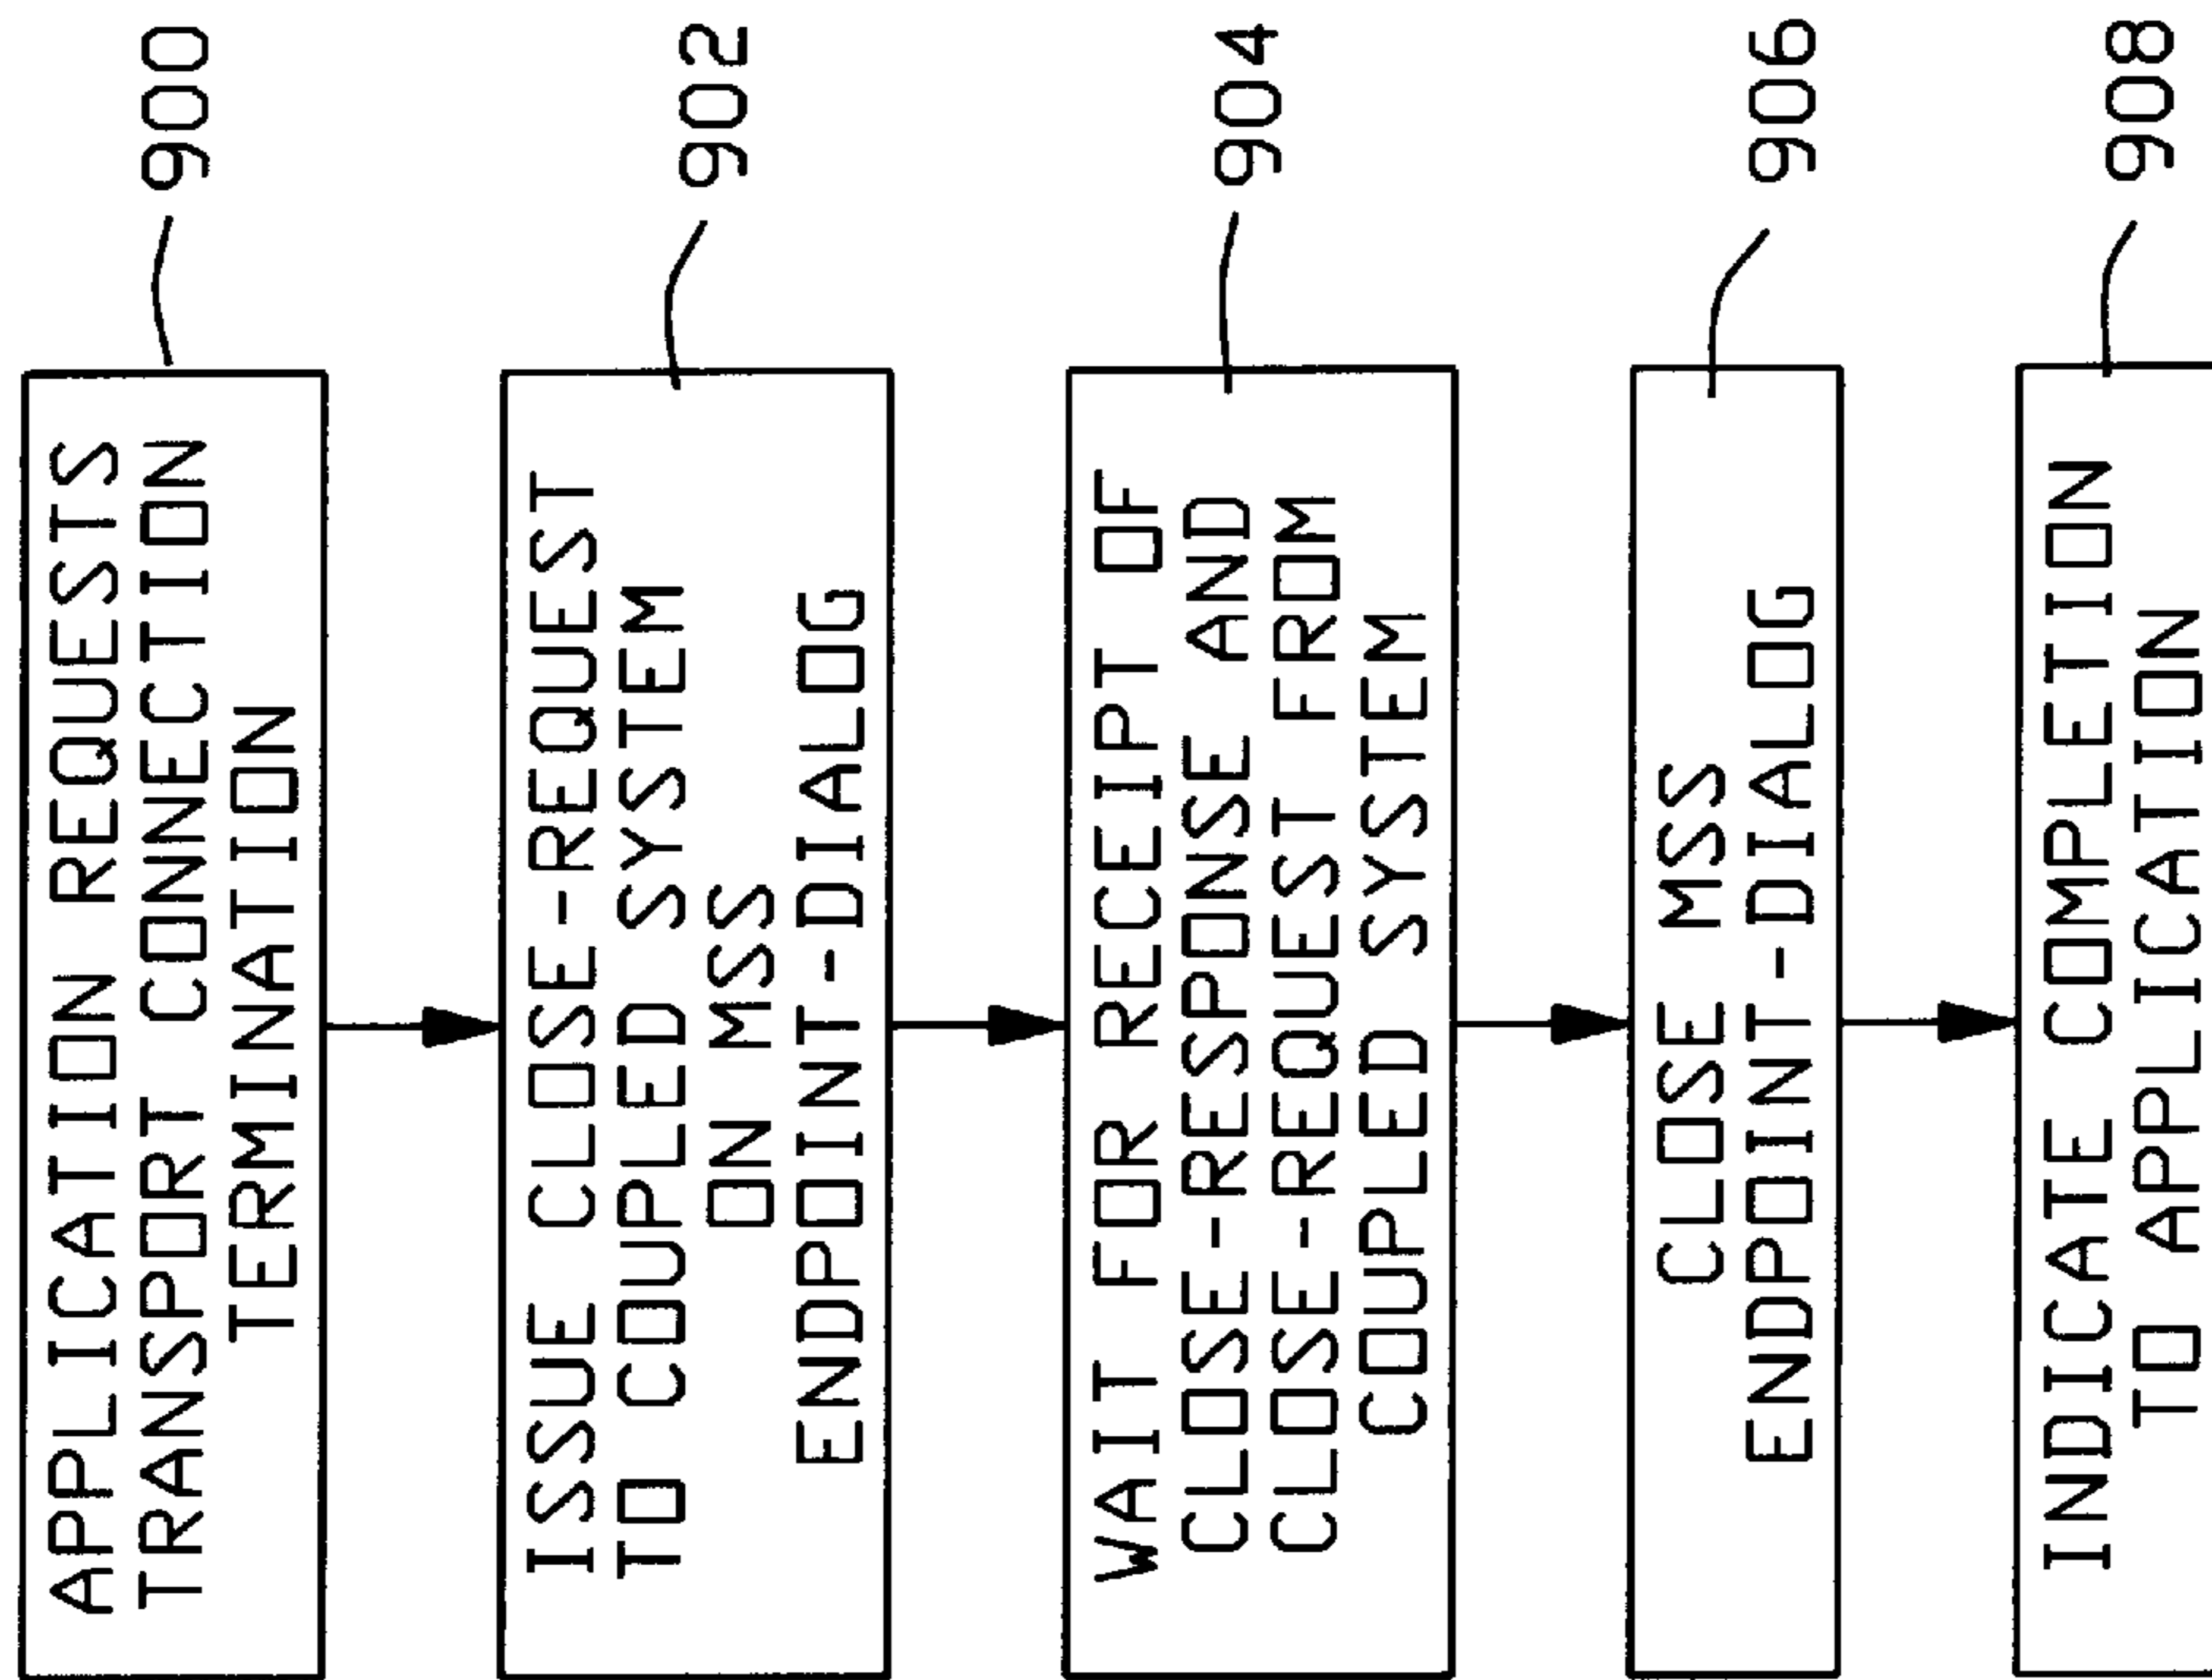 APPLICATION REQUESTS
TRANSPORT CONNECTION
TERMINATION
900
ISSUE CLOSE-REQUEST
TO COUPLED SYSTEM
ON MSS
ENDPOINT-DIALOG
902
WAIT FOR RECEIPT OF
CLOSE-RESPONSE AND
CLOSE-REQUEST FROM
COUPLED SYSTEM
904
CLOSE MSS
ENDPOINT-DIALOG
906
INDICATE COMPLETION
TO APPLICATION
908